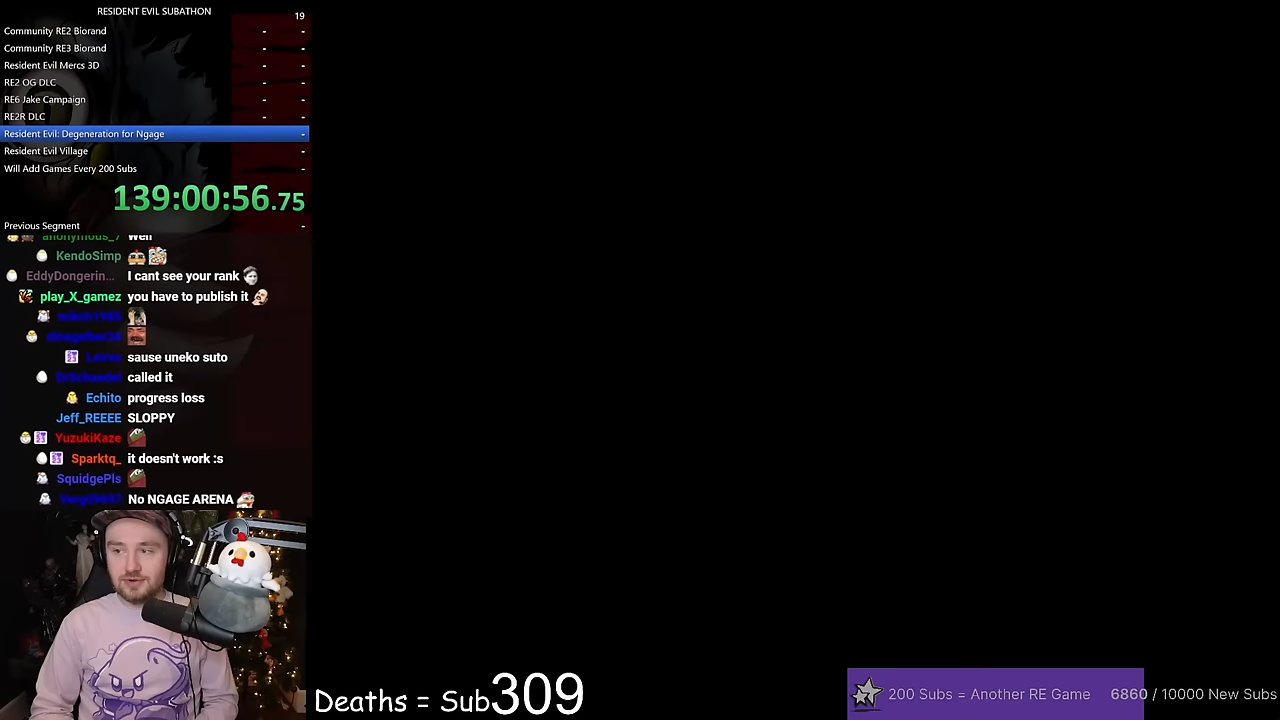 RESIDENT EVIL SUBATHON
19
Community RE2 Biorand - -
Community RE3 Biorand - -
Resident Evil Mercs 3D - -
RE2 OG DLC - -
RE6 Jake Campaign - -
RE2R DLC - -
Resident Evil: Degeneration for Ngage -
Resident Evil Village -
Will Add Games Every 200 Subs -
139:00:56.75
Previous Segment -
anonymous_7 well
KendoSimp
EddyDongerin... I cant see your rank
play_X_gamez you have to publish it
sause uneko suto
called it
Echito progress loss
Jeff_REEEE SLOPPY
YuzukiKaze
Sparktq_ it doesn't work :s
SquidgePls
No NGAGE ARENA
Deaths = Sub309
200 Subs = Another RE Game 6860 / 10000 New Subs